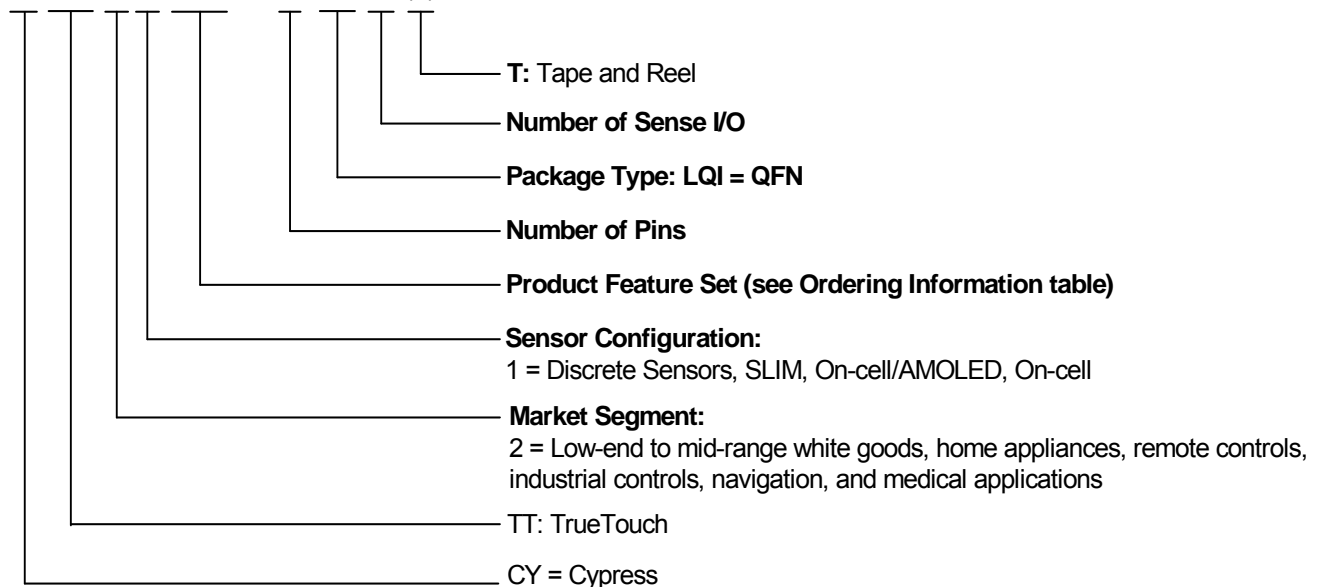 T: Tape and Reel
Number of Sense I/O
Package Type: LQI = QFN
Number of Pins
Product Feature Set (see Ordering Information table)
Sensor Configuration:
1 = Discrete Sensors, SLIM, On-cell/AMOLED, On-cell
Market Segment:
2 = Low-end to mid-range white goods, home appliances, remote controls,
industrial controls, navigation, and medical applications
TT: TrueTouch
CY = Cypress